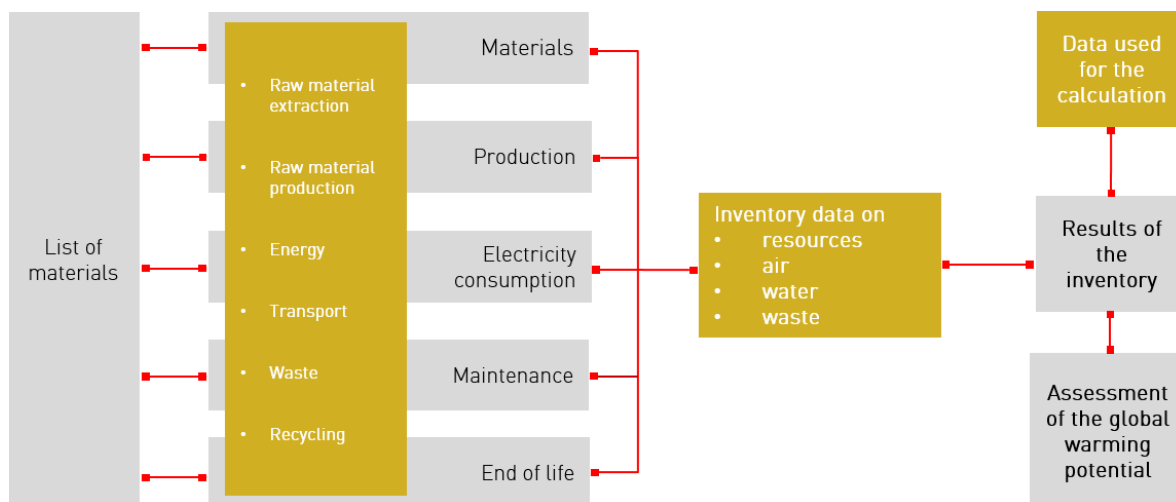 List of
materials
• Raw material
extraction
• Raw material
production
• Energy
• Transport
• Waste
• Recycling
Materials
Production
Electricity
consumption
Maintenance
End of life
Inventory data on
• resources
• air
• water
• waste
Data used
for the
calculation
Results of
the
inventory
Assessment
of the global
warming
potential